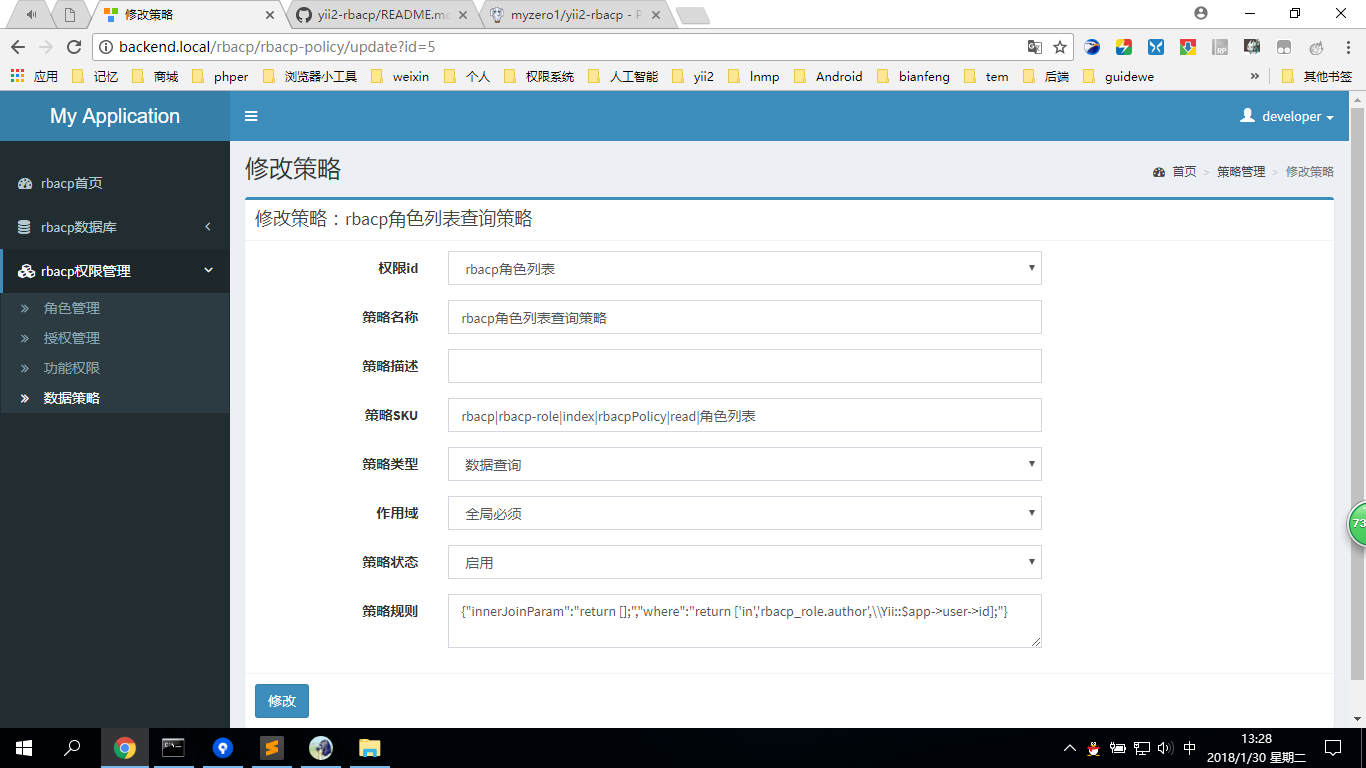 修改策略
yii2-rbacp/README.md
myzero1/yii2-rbacp - P
backend.local/rbacp/rbacp-policy/update?id=5
应用 记忆 商城 phper 浏览器小工具 weixin 个人 权限系统 人工智能 yii2 lnmp Android bianfeng tem 后端 guidewe » 其他书签
My Application
developer
修改策略
首页 > 策略管理 > 修改策略
rbacp首页
rbacp数据库
rbacp权限管理
角色管理
授权管理
功能权限
数据策略
修改策略：rbacp角色列表查询策略
权限id rbacp角色列表
策略名称 rbacp角色列表查询策略
策略描述
策略SKU rbacp|rbacp-role|index|rbacpPolicy|read|角色列表
策略类型 数据查询
作用域 全局必须
策略状态 启用
策略规则 {"innerJoinParam":"return [];","where":"return ['in','rbacp_role.author',\\Yii::$app->user->id];"}
修改
73
中
13:28
2018/1/30 星期二